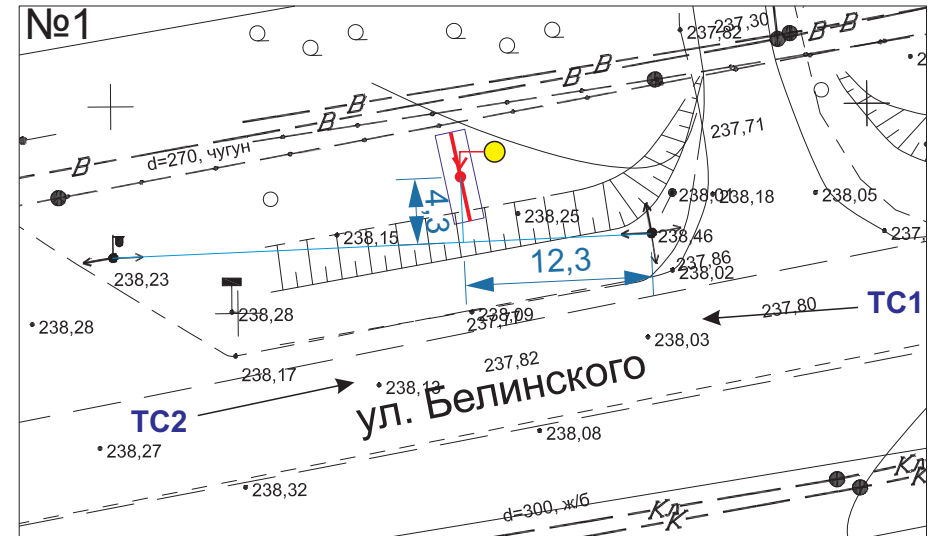 №1
237,30
237,82
В В
В В
В
В
В
d=270, чугун
237,71
4,3
238,01
238,18
238,05
238,25
238,15
238,46
237,
12,3
237,86
238,02
238,23
238,28
238,09
237,77
237,80
ТС1
238,28
238,03
237,82
238,17
238,13
ул. Белинского
ТС2
238,08
238,27
238,32
d=300, ж/б
Кл
К
Кл
К